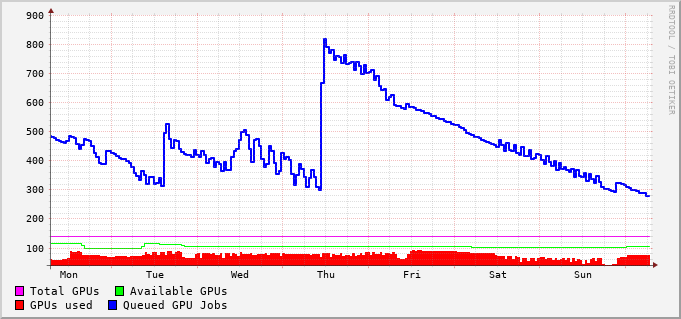 900
800
700
600
500
400
300
200
100
Mon Tue Wed Thu Fri Sat Sun
Total GPUs Available GPUs
GPUs used Queued GPU Jobs
RRDTOOL / TOBI OETIKER